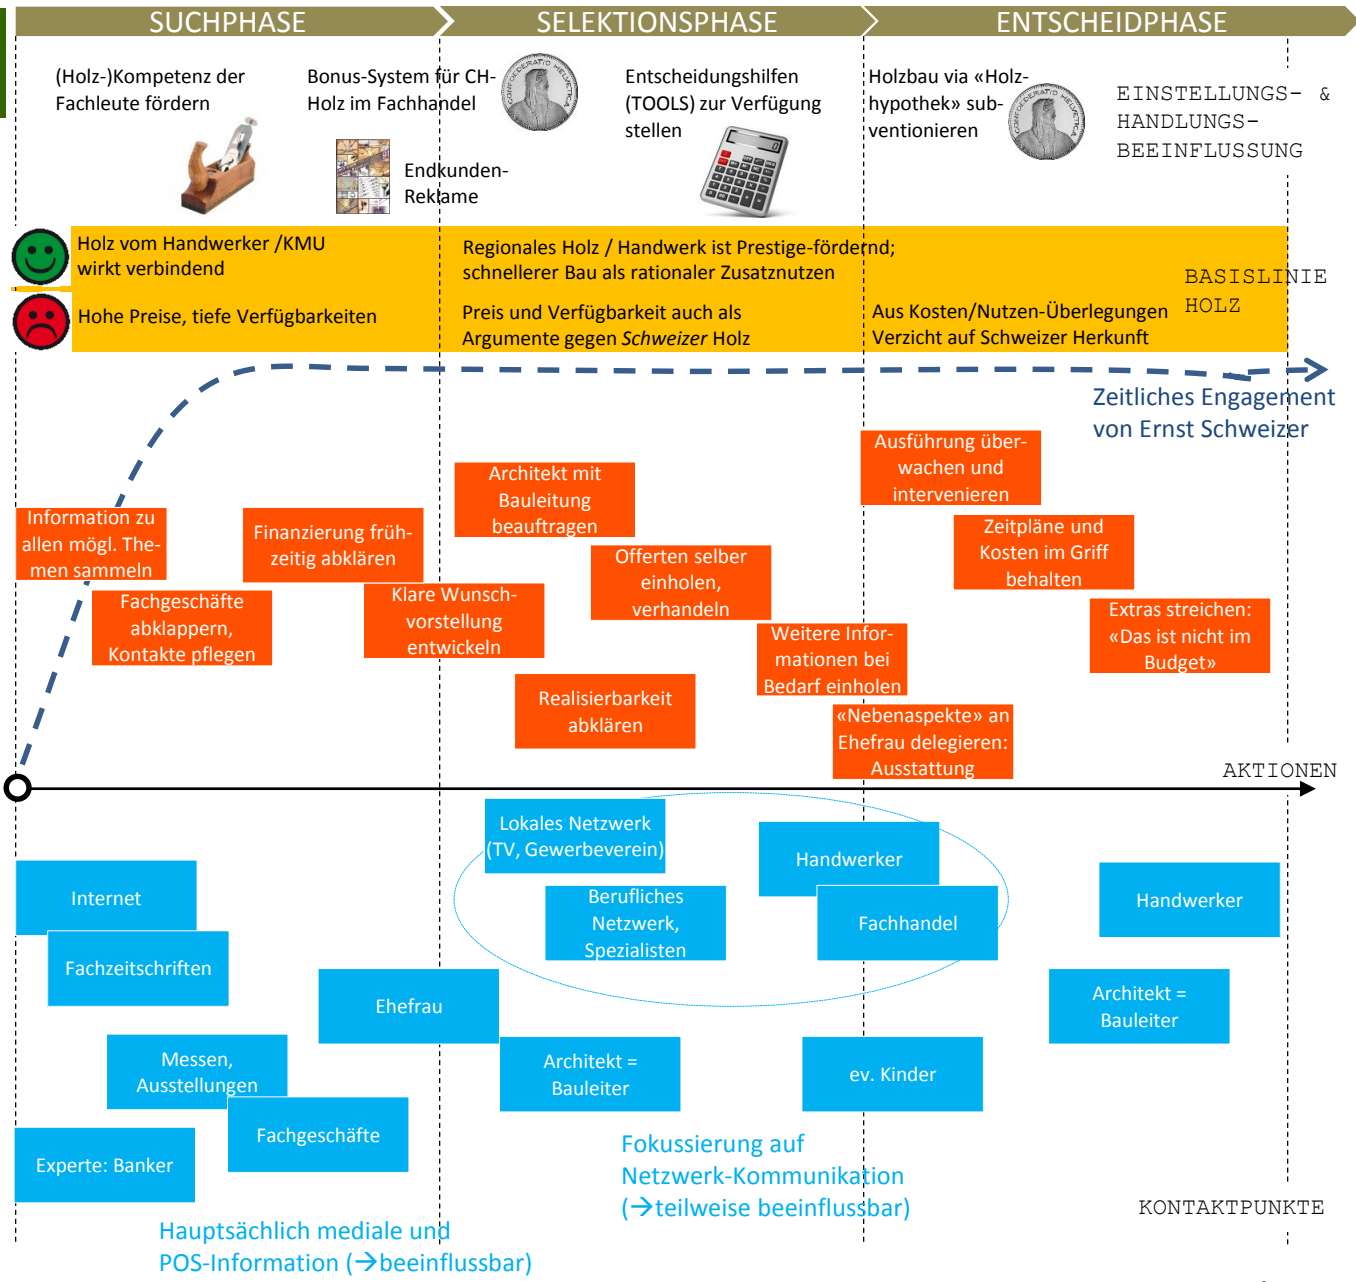 SUCHPHASE
SELEKTIONSPHASE
ENTSCHEIDPHASE
(Holz-)Kompetenz der
Fachleute fördern
Bonus-System für CH-
Holz im Fachhandel
CONFOEDERATIO HELVETICA
Endkunden-
Reklame
Entscheidungshilfen
(TOOLS) zur Verfügung
stellen
0
Holzbau via «Holz-
hypothek» sub-
ventionieren
CONFOEDERATIO HELVETICA
EINSTELLUNGS- &
HANDLUNGS-
BEEINFLUSSUNG
Holz vom Handwerker /KMU
wirkt verbindend
Regionales Holz / Handwerk ist Prestige-fördernd;
schnellerer Bau als rationaler Zusatznutzen
BASISLINIE
HOLZ
Hohe Preise, tiefe Verfügbarkeiten
Preis und Verfügbarkeit auch als
Argumente gegen Schweizer Holz
Aus Kosten/Nutzen-Überlegungen
Verzicht auf Schweizer Herkunft
Zeitliches Engagement
von Ernst Schweizer
Information zu
allen mögl. The-
men sammeln
Fachgeschäfte
abklappern,
Kontakte pflegen
Finanzierung früh-
zeitig abklären
Klare Wunsch-
vorstellung
entwickeln
Architekt mit
Bauleitung
beauftragen
Offerten selber
einholen,
verhandeln
Realisierbarkeit
abklären
Weitere Infor-
mationen bei
Bedarf einholen
«Nebenaspekte» an
Ehefrau delegieren:
Ausstattung
Ausführung über-
wachen und
intervenieren
Zeitpläne und
Kosten im Griff
behalten
Extras streichen:
«Das ist nicht im
Budget»
AKTIONEN
Internet
Fachzeitschriften
Messen,
Ausstellungen
Fachgeschäfte
Experte: Banker
Ehefrau
Lokales Netzwerk
(TV, Gewerbeverein)
Berufliches
Netzwerk,
Spezialisten
Handwerker
Fachhandel
Architekt =
Bauleiter
ev. Kinder
Handwerker
Architekt =
Bauleiter
Fokussierung auf
Netzwerk-Kommunikation
(→teilweise beeinflussbar)
KONTAKTPUNKTE
Hauptsächlich mediale und
POS-Information (→beeinflussbar)